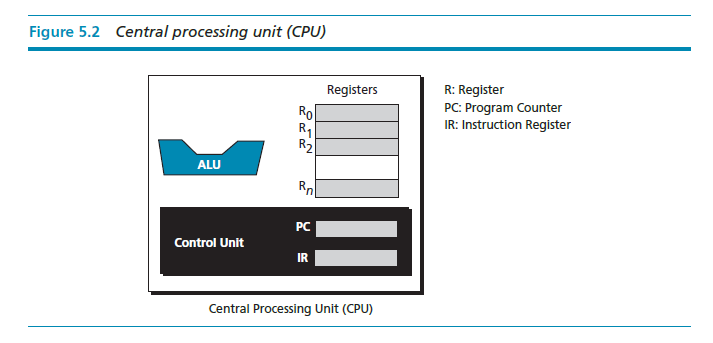 Figure 5.2 Central processing unit (CPU)
Registers
R0
R1
R2
Rn
ALU
Control Unit
PC
IR
R: Register
PC: Program Counter
IR: Instruction Register
Central Processing Unit (CPU)